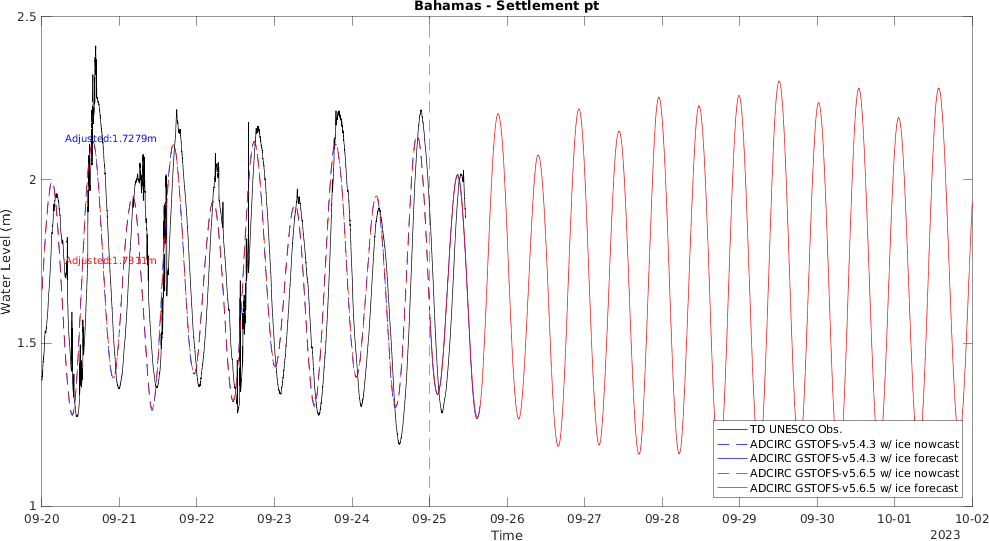 Bahamas - Settlement pt
2.5
2
1.5
1
Water Level (m)
Adjusted:1.7279m
Adjusted:1.7311m
TD UNESCO Obs.
ADCIRC GSTOFS-v5.4.3 w/ ice nowcast
ADCIRC GSTOFS-v5.4.3 w/ ice forecast
ADCIRC GSTOFS-v5.6.5 w/ ice nowcast
ADCIRC GSTOFS-v5.6.5 w/ ice forecast
09-20 09-21 09-22 09-23 09-24 09-25 09-26 09-27 09-28 09-29 09-30 10-01 10-02
Time
2023